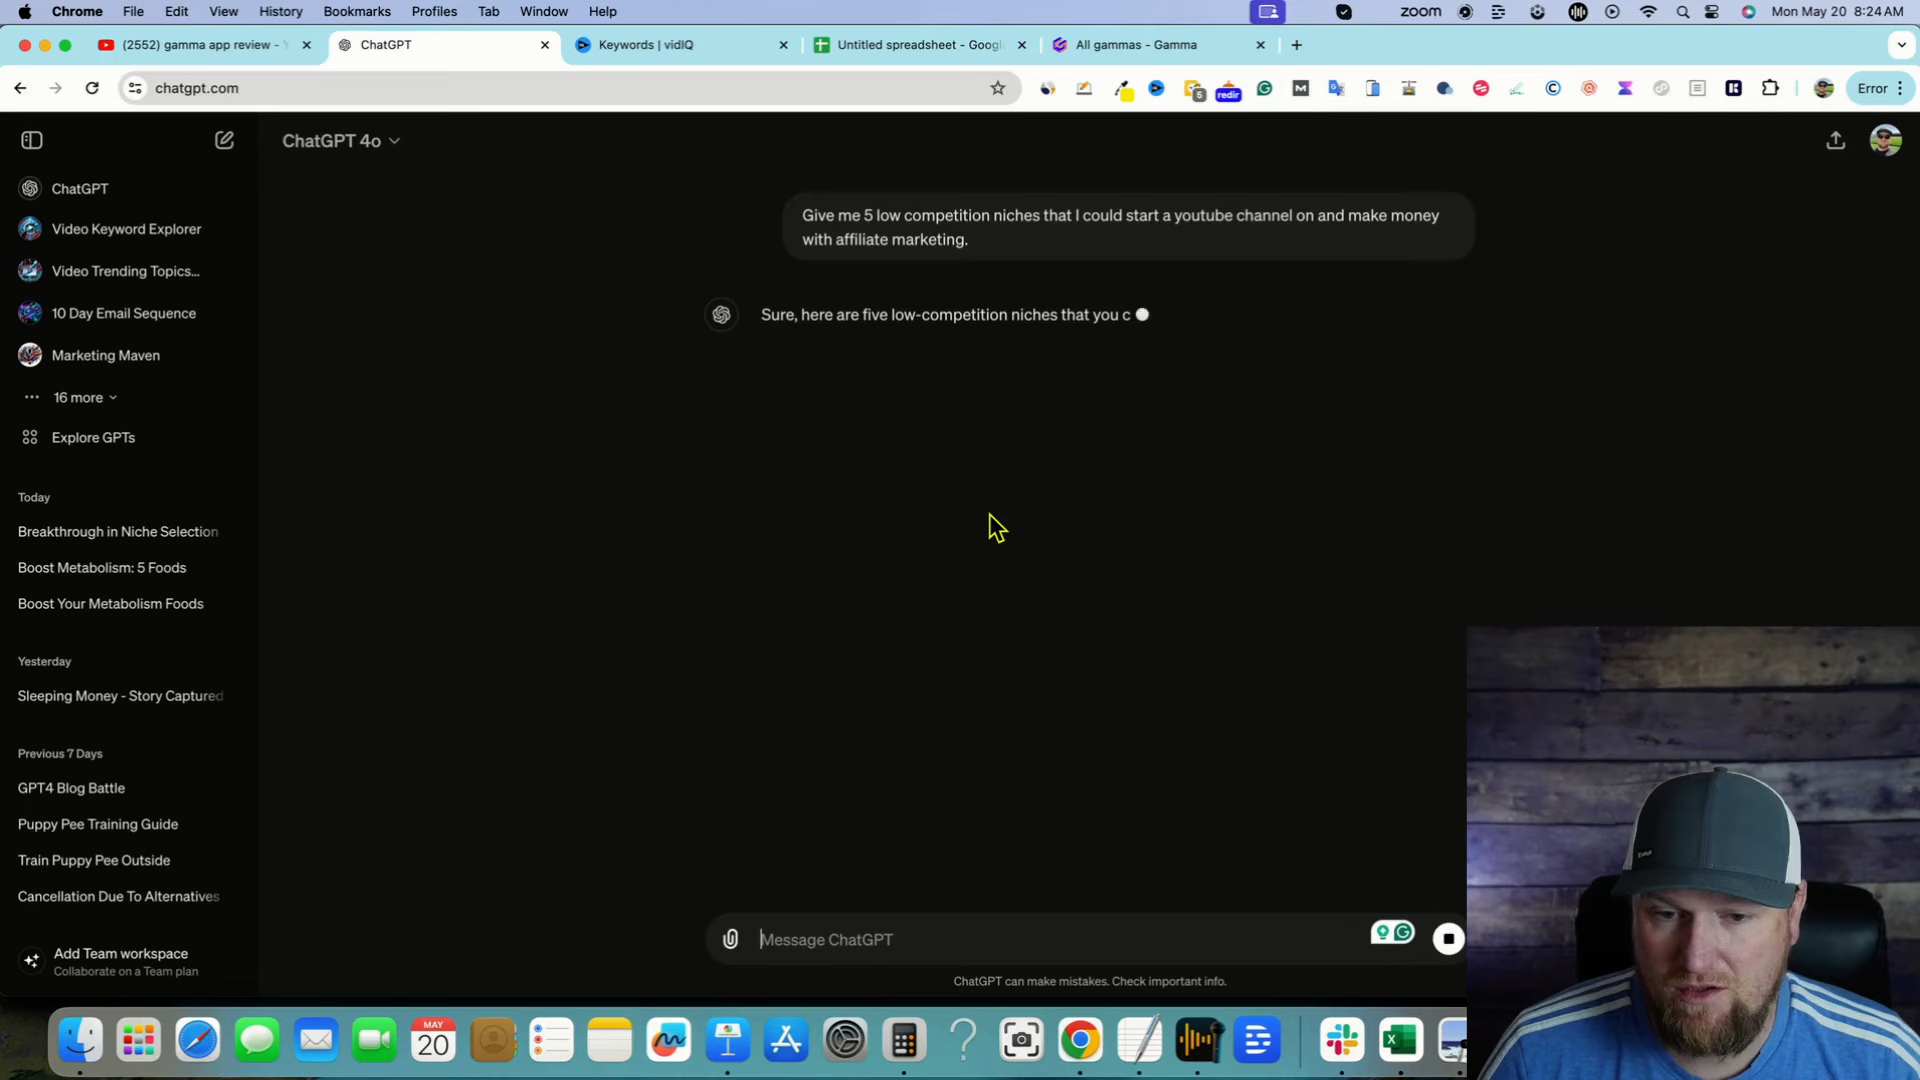 Chrome File Edit View History Bookmarks Profiles Tab Window Help zoom Mon May 20 8:24 AM
(2552) gamma app review - Y ChatGPT Keywords | vidIQ Untitled spreadsheet - Googl All gammas - Gamma
chatgpt.com 5 redir Error
ChatGPT 4o
ChatGPT
Video Keyword Explorer
Video Trending Topics...
10 Day Email Sequence
Marketing Maven
16 more
Explore GPTs
Today
Breakthrough in Niche Selection
Boost Metabolism: 5 Foods
Boost Your Metabolism Foods
Yesterday
Sleeping Money - Story Captured
Previous 7 Days
GPT4 Blog Battle
Puppy Pee Training Guide
Train Puppy Pee Outside
Cancellation Due To Alternatives
Add Team workspace
Collaborate on a Team plan
Give me 5 low competition niches that I could start a youtube channel on and make money
with affiliate marketing.
Sure, here are five low-competition niches that you c
Message ChatGPT
ChatGPT can make mistakes. Check important info.
MAY
20